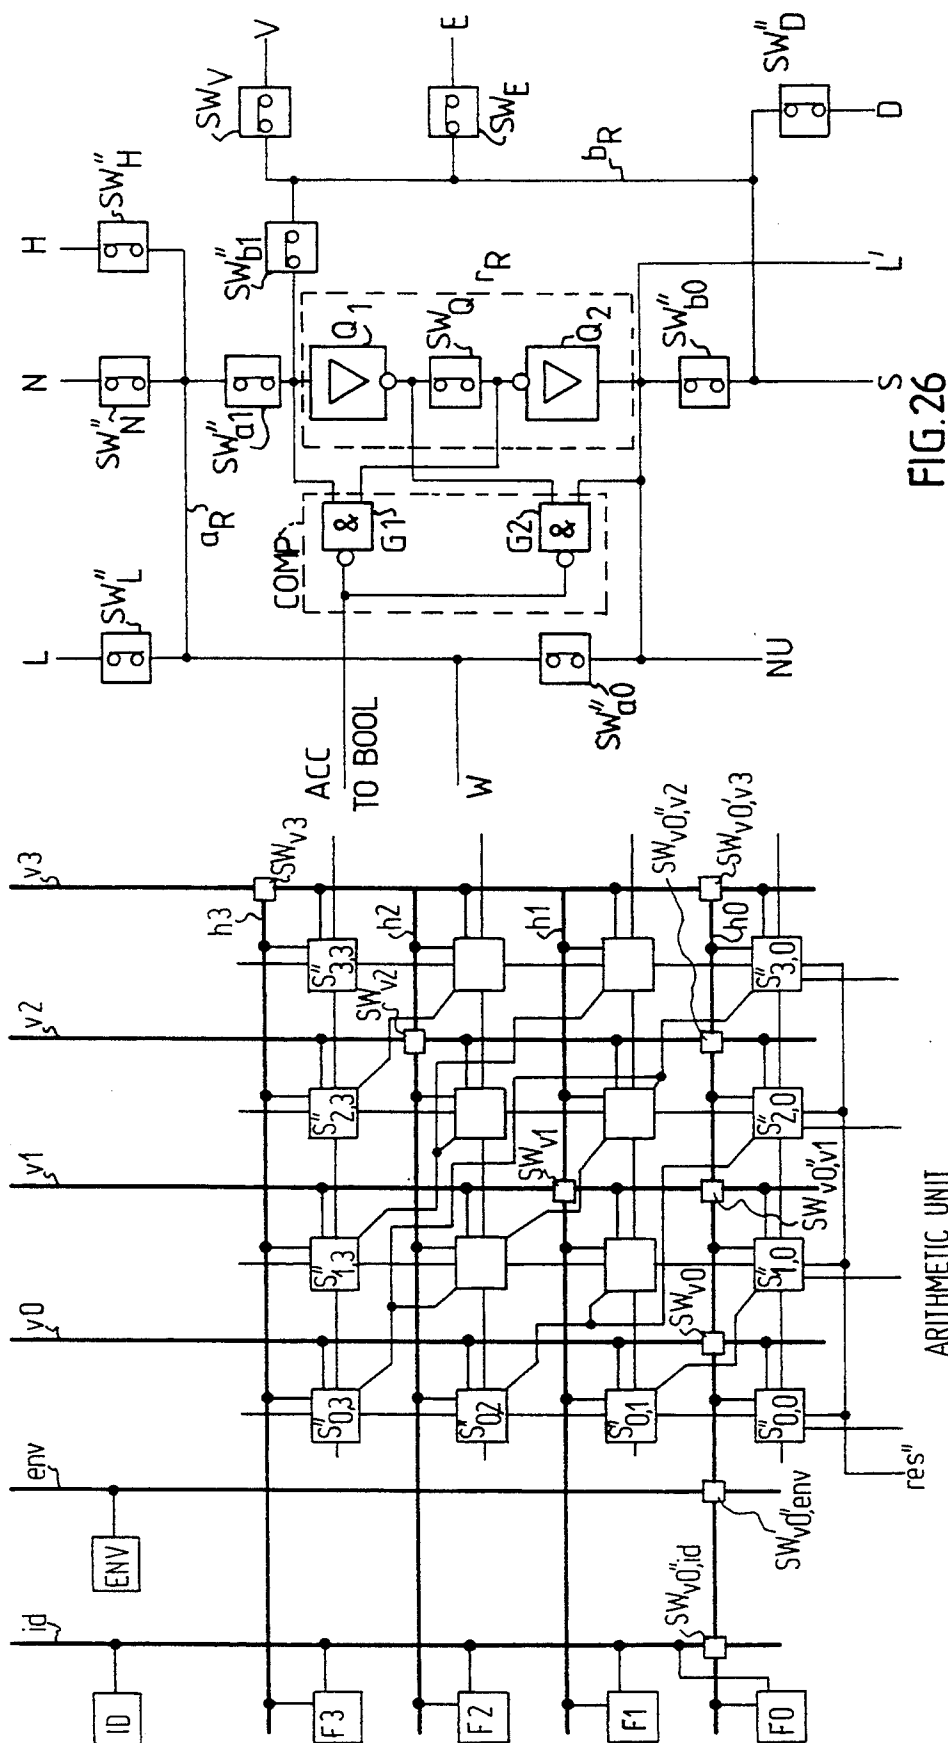 H
N
L
SW"H
SW"N
SW"L
SWV
V
aR
SW"a1
SW"b1
COMP
Q1
rR
SWQ
Q2
&
G1
G2
&
SWE
E
bR
ACC
TO BOOL
W
SW"a0
SW"b0
SW"D
NU
S
L'
D
FIG.26
id
env
v0
v1
v2
v3
ID
ENV
h3
SWv3
F3
S"0,3
S"1,3
S"2,3
S"3,3
SWv2
h2
F2
S"0,2
SWv1
h1
F1
S"0,1
SWv0
SWv0",v2
SWv0',v3
h0
F0
SWv0",id
SWv0",env
S"0,0
S"1,0
SWv0",v1
S"2,0
S"3,0
res"
ARITHMETIC UNIT